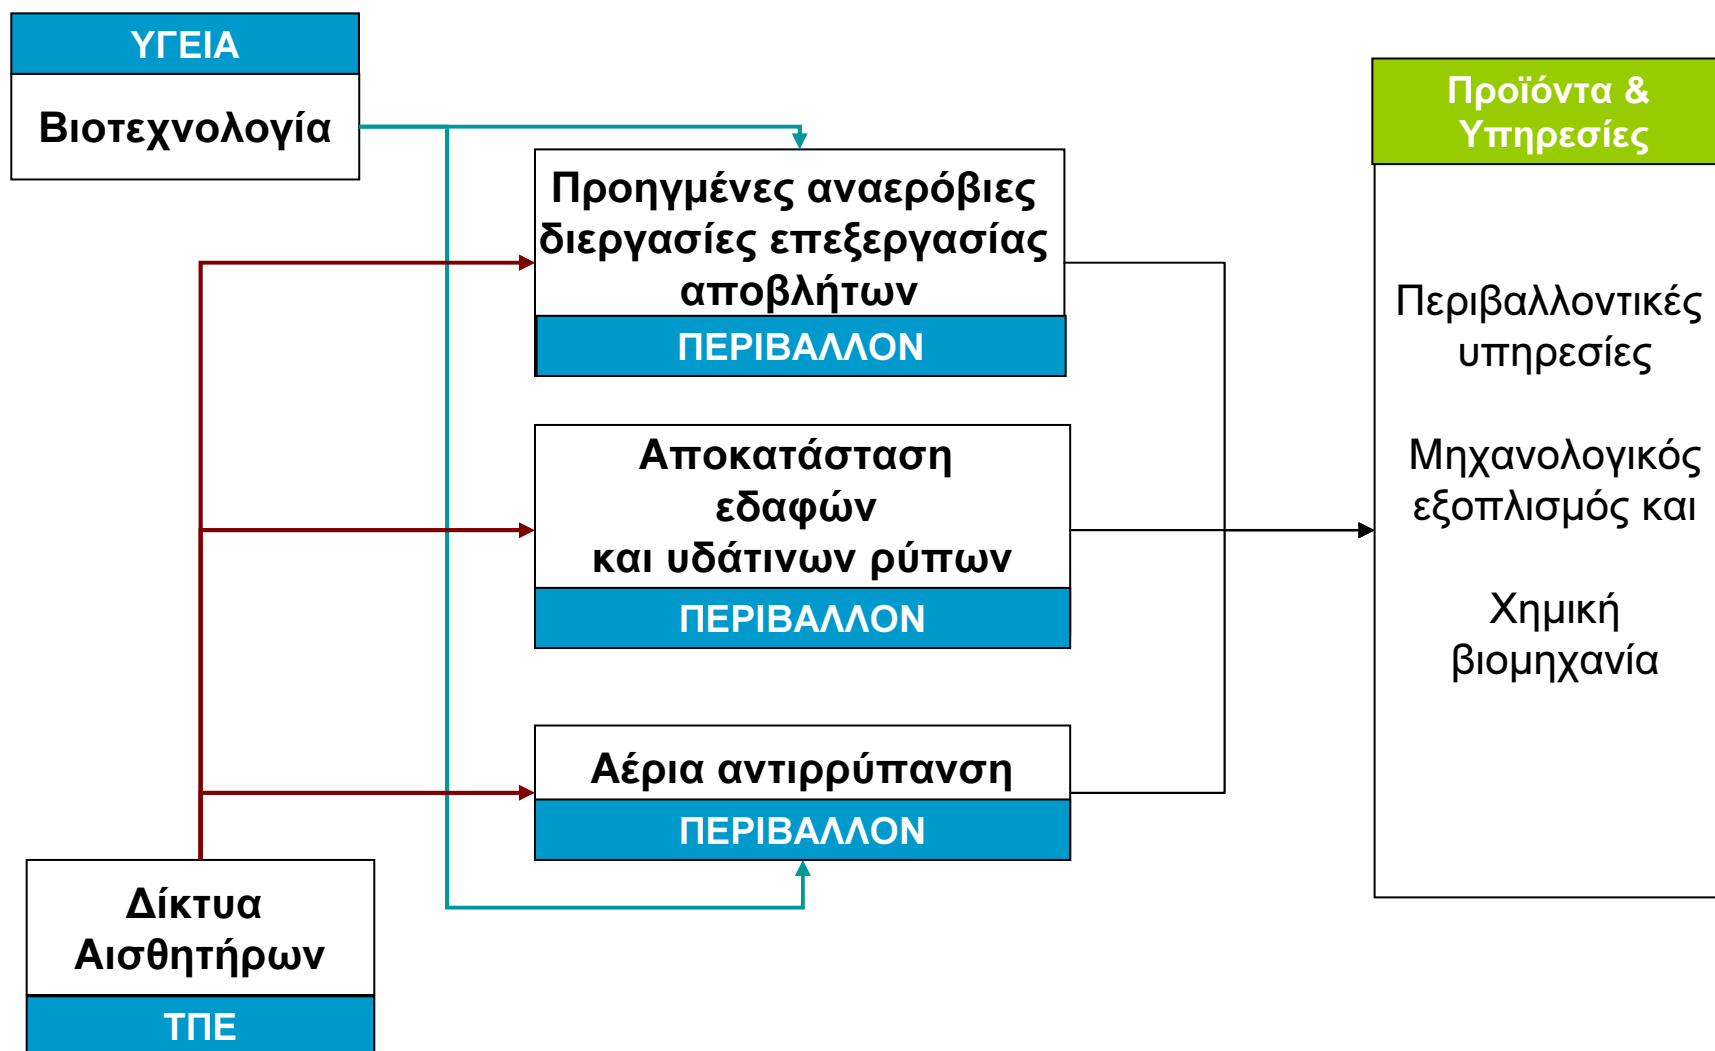 ΥΓΕΙΑ
Βιοτεχνολογία
Προηγμένες αναερόβιες
διεργασίες επεξεργασίας
αποβλήτων
ΠΕΡΙΒΑΛΛΟΝ
Αποκατάσταση
εδαφών
και υδάτινων ρύπων
ΠΕΡΙΒΑΛΛΟΝ
Αέρια αντιρρύπανση
ΠΕΡΙΒΑΛΛΟΝ
Δίκτυα
Αισθητήρων
ΤΠΕ
Προϊόντα &
Υπηρεσίες
Περιβαλλοντικές
υπηρεσίες
Μηχανολογικός
εξοπλισμός και
Χημική
βιομηχανία